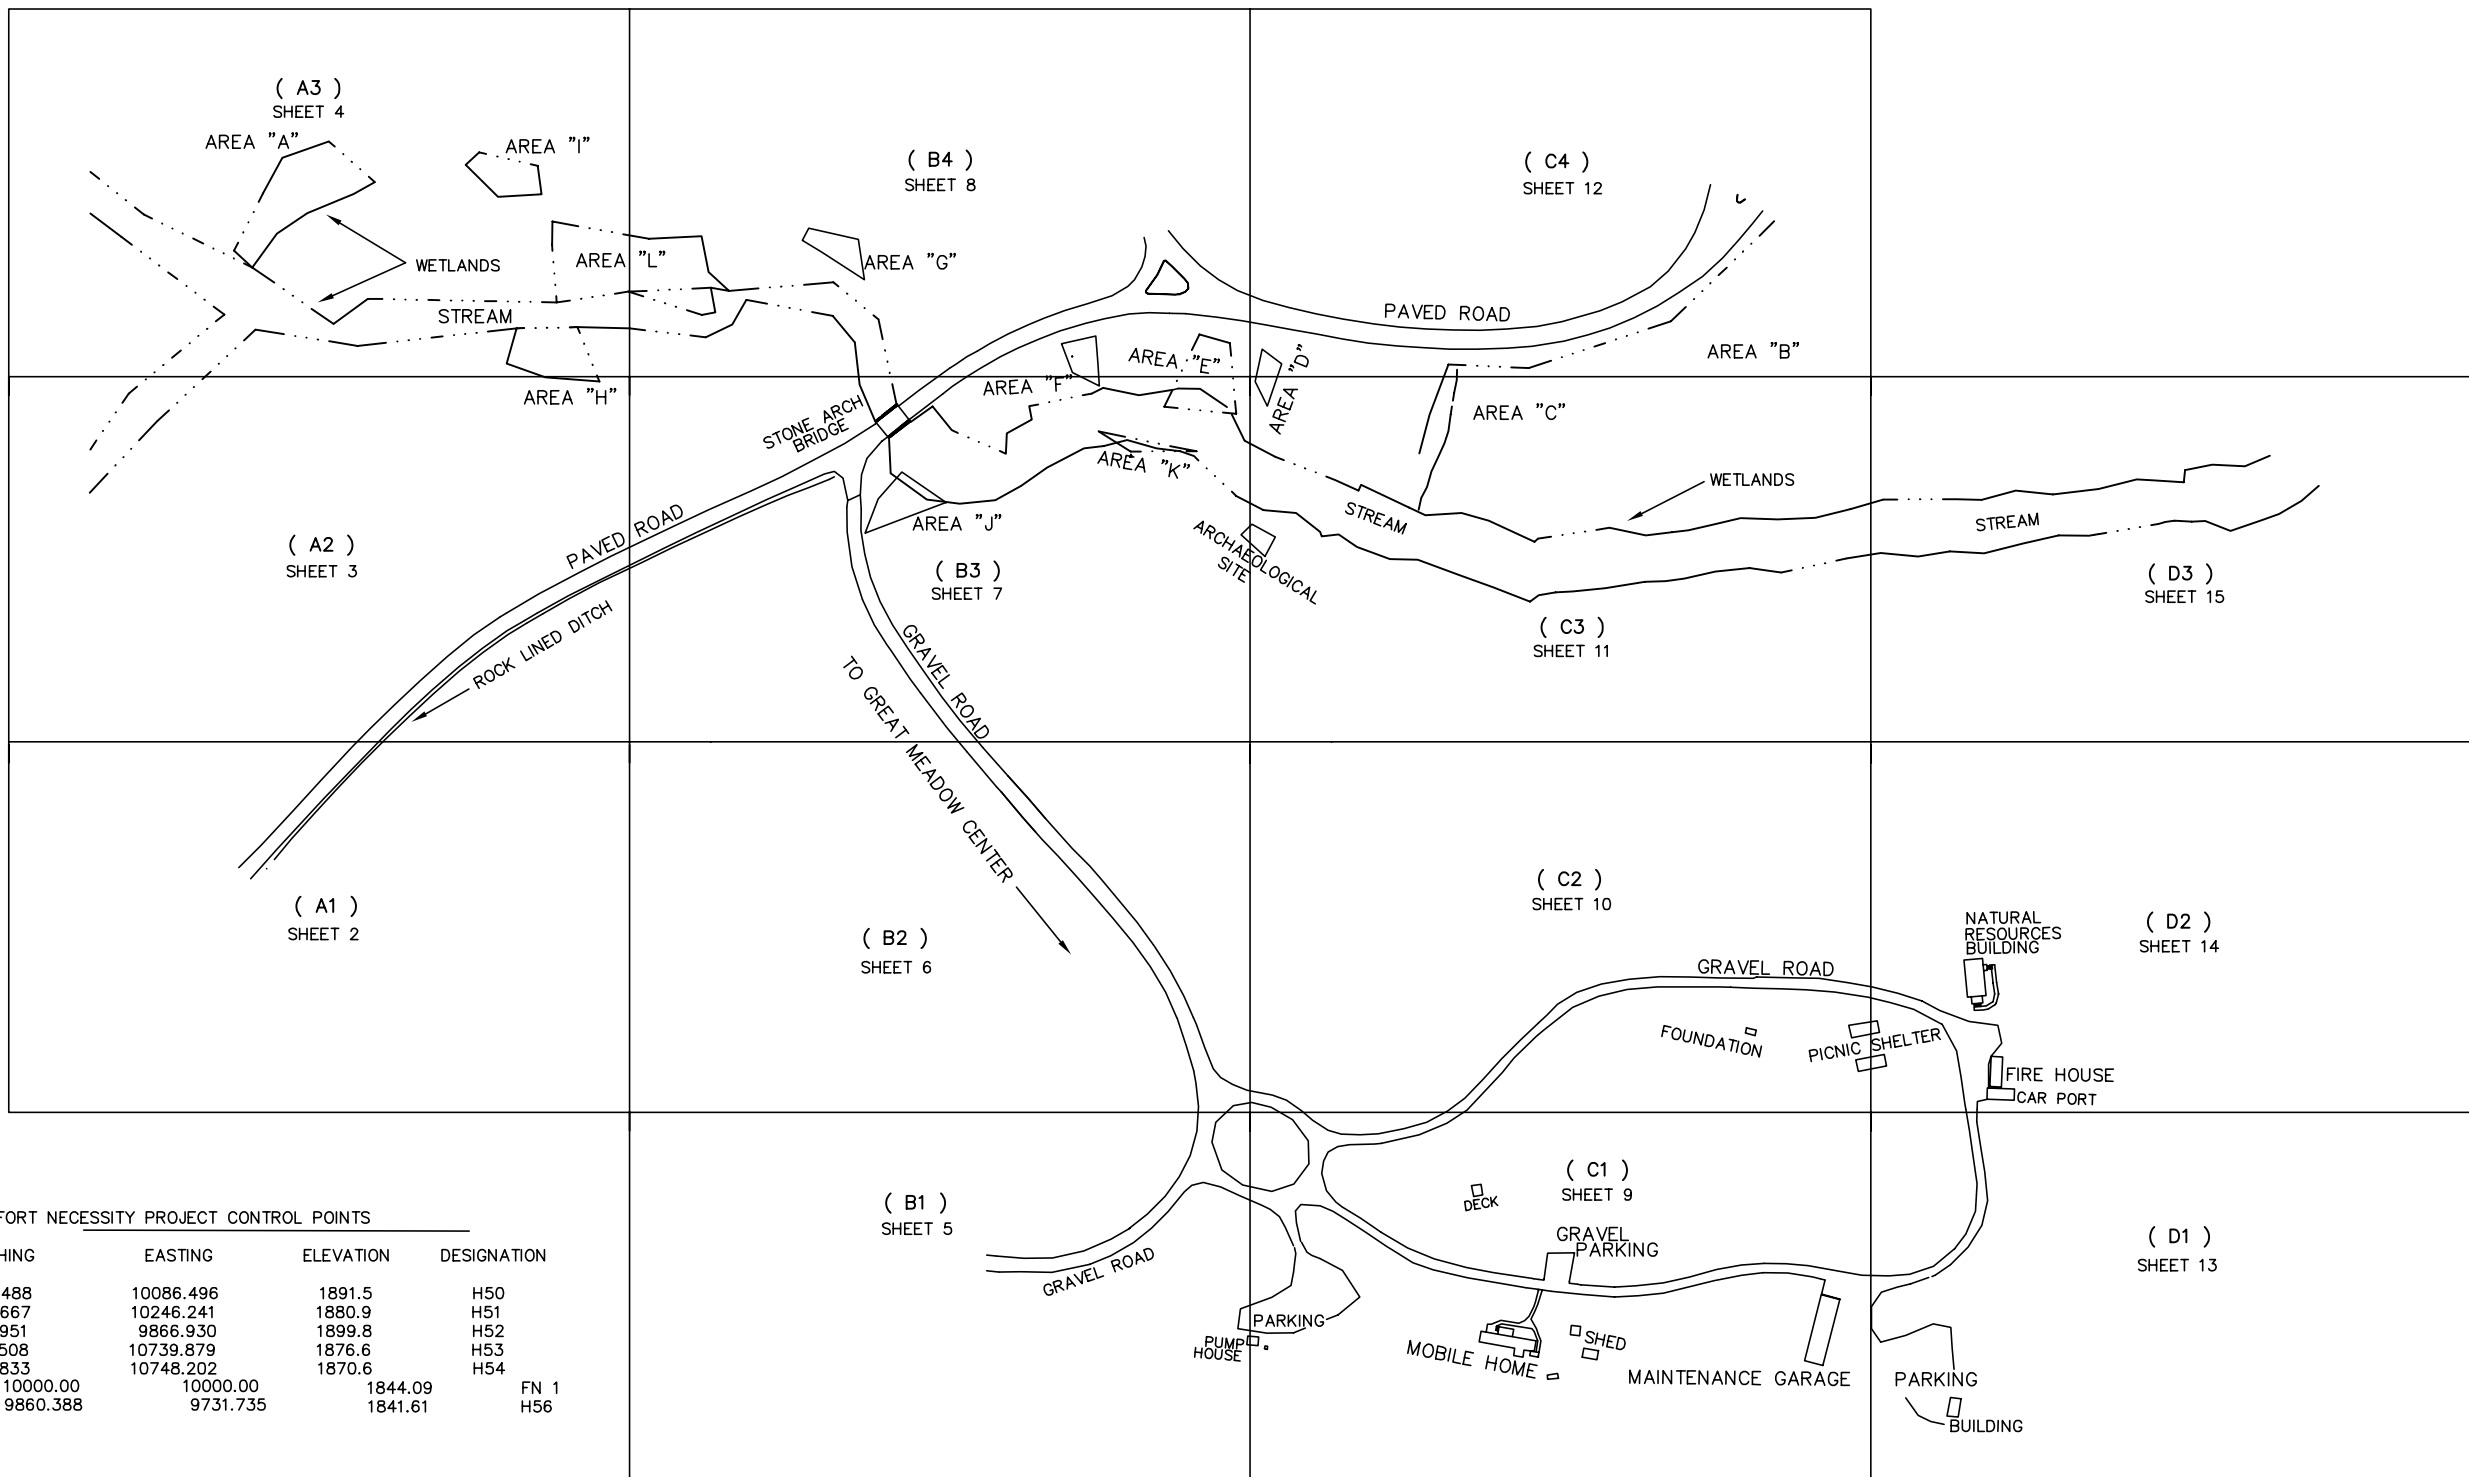 ( A3 )
SHEET 4
AREA "A"
AREA "I"
( B4 )
SHEET 8
( C4 )
SHEET 12
WETLANDS
AREA "L"
AREA "G"
STREAM
PAVED ROAD
AREA "B"
AREA "H"
AREA "F"
AREA "E"
AREA "D"
AREA "C"
STONE ARCH
BRIDGE
AREA "K"
WETLANDS
AREA "J"
STREAM
STREAM
PAVED ROAD
ARCHAEOLOGICAL
SITE
( A2 )
SHEET 3
( B3 )
SHEET 7
( D3 )
SHEET 15
( C3 )
SHEET 11
ROCK LINED DITCH
GRAVEL ROAD
TO GREAT MEADOW CENTER
( A1 )
SHEET 2
( B2 )
SHEET 6
( C2 )
SHEET 10
NATURAL
RESOURCES
BUILDING
( D2 )
SHEET 14
GRAVEL ROAD
FOUNDATION
PICNIC SHELTER
FIRE HOUSE
CAR PORT
( B1 )
SHEET 5
GRAVEL ROAD
( C1 )
SHEET 9
DECK
GRAVEL
PARKING
( D1 )
SHEET 13
PARKING
PUMP
HOUSE
MOBILE HOME
SHED
MAINTENANCE GARAGE
PARKING
BUILDING
FORT NECESSITY PROJECT CONTROL POINTS
HING EASTING ELEVATION DESIGNATION
488 10086.496 1891.5 H50
667 10246.241 1880.9 H51
951 9866.930 1899.8 H52
508 10739.879 1876.6 H53
833 10748.202 1870.6 H54
10000.00 10000.00 1844.09 FN 1
9860.388 9731.735 1841.61 H56